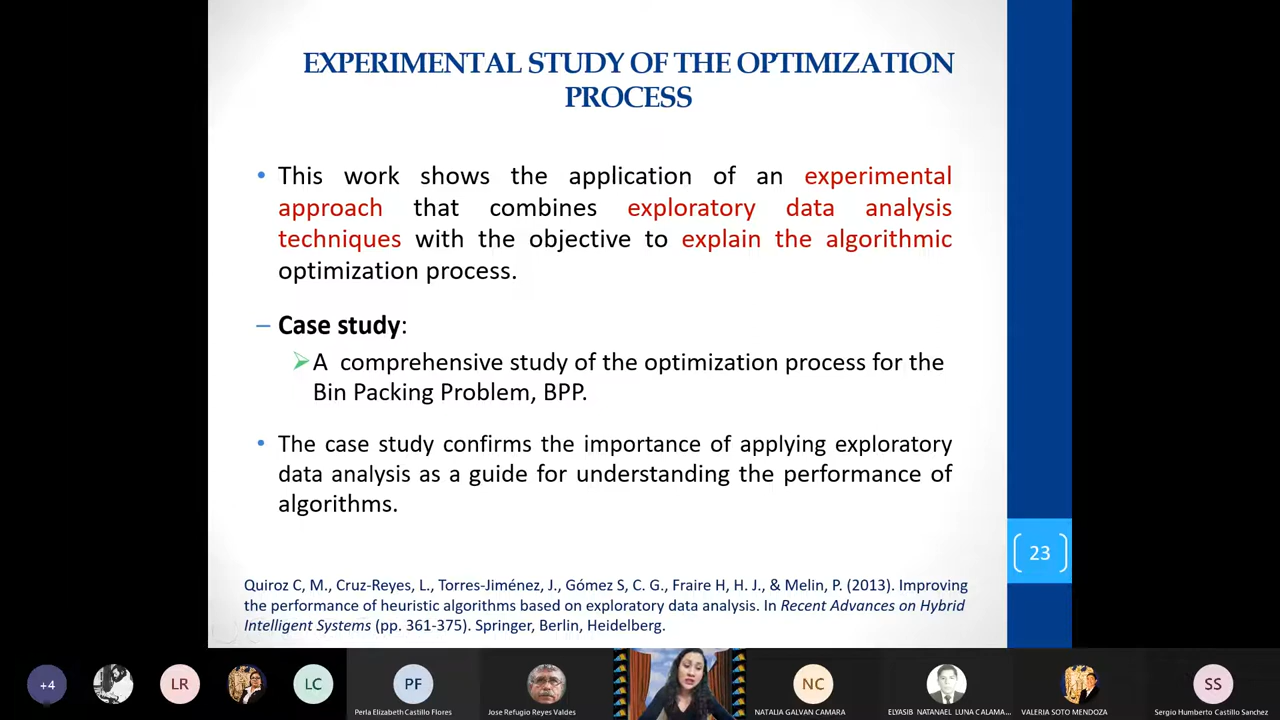 EXPERIMENTAL STUDY OF THE OPTIMIZATION
PROCESS
• This work shows the application of an experimental
approach that combines exploratory data analysis
techniques with the objective to explain the algorithmic
optimization process.
– Case study:
➢ A comprehensive study of the optimization process for the
Bin Packing Problem, BPP.
• The case study confirms the importance of applying exploratory
data analysis as a guide for understanding the performance of
algorithms.
23
Quiroz C, M., Cruz-Reyes, L., Torres-Jiménez, J., Gómez S, C. G., Fraire H, H. J., & Melin, P. (2013). Improving
the performance of heuristic algorithms based on exploratory data analysis. In Recent Advances on Hybrid
Intelligent Systems (pp. 361-375). Springer, Berlin, Heidelberg.
+4
LR
LC
PF
NC
SS
Perla Elizabeth Castillo Flores
Jose Refugio Reyes Valdes
NATALIA GALVAN CAMARA
ELYASIB NATANAEL LUNA CALAMA...
VALERIA SOTO MENDOZA
Sergio Humberto Castillo Sanchez